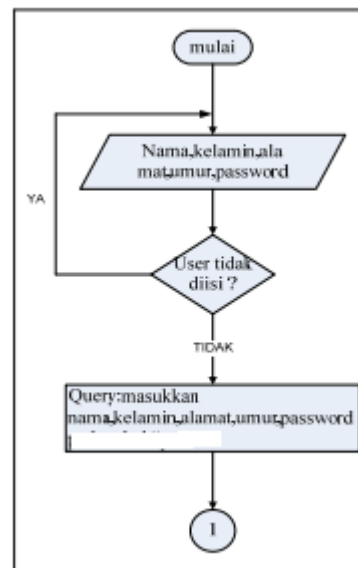 mulai
Nama,kelamin,ala
mat,umur,password
YA
User tidak
diisi ?
TIDAK
Query:masukkan
nama,kelamin,alamat,umur,password
1